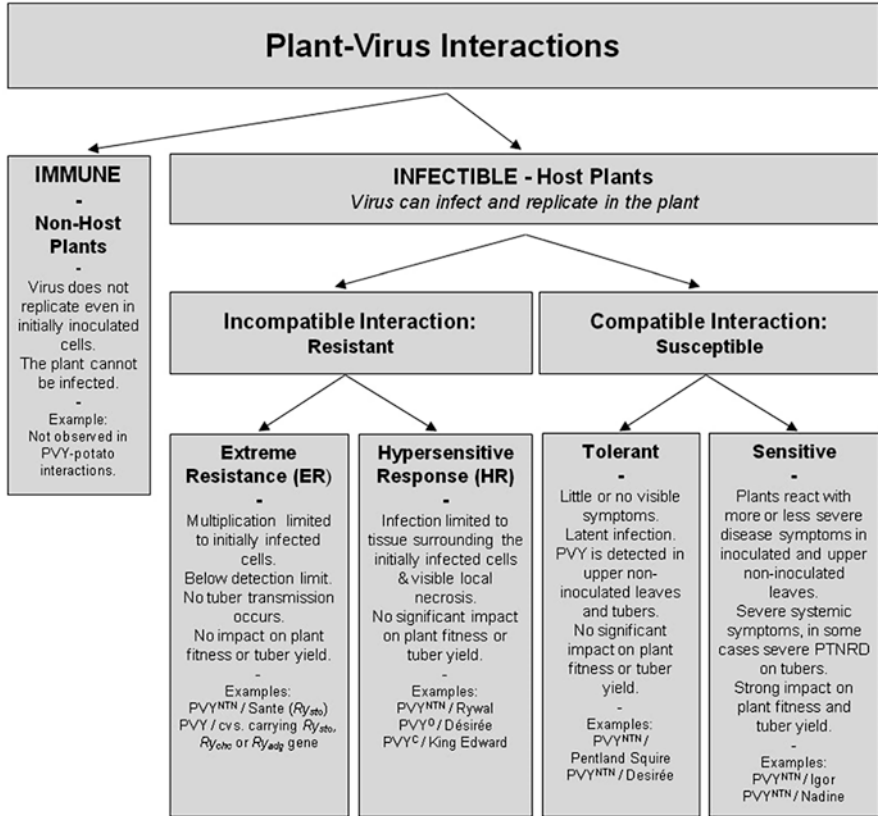 Plant-Virus Interactions
IMMUNE
-
Non-Host
Plants
-
Virus does not
replicate even in
initially inoculated
cells.
The plant cannot
be infected.
-
Example:
Not observed in
PVY-potato
interactions.
INFECTIBLE - Host Plants
Virus can infect and replicate in the plant
Incompatible Interaction:
Resistant
Compatible Interaction:
Susceptible
Extreme
Resistance (ER)
-
Multiplication limited
to initially infected
cells.
Below detection limit.
No tuber transmission
occurs.
No impact on plant
fitness or tuber yield.
-
Examples:
PVYNTN / Sante (Rysto)
PVY / cvs. carrying Rysto,
Rychc or Ryadg gene
Hypersensitive
Response (HR)
-
Infection limited to
tissue surrounding the
initially infected cells
& visible local
necrosis.
No significant impact
on plant fitness or
tuber yield.
-
Examples:
PVYNTN / Rywal
PVYO / Désirée
PVYC / King Edward
Tolerant
-
Little or no visible
symptoms.
Latent infection.
PVY is detected in
upper non-
inoculated leaves
and tubers.
No significant
impact on plant
fitness or tuber
yield.
-
Examples:
PVYNTN /
Pentland Squire
PVYNTN / Desirée
Sensitive
-
Plants react with
more or less severe
disease symptoms in
inoculated and upper
non-inoculated
leaves.
Severe systemic
symptoms, in some
cases severe PTNRD
on tubers.
Strong impact on
plant fitness and
tuber yield.
-
Examples:
PVYNTN / Igor
PVYNTN / Nadine